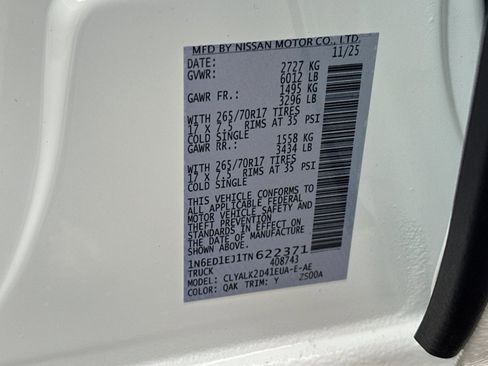 MFD BY NISSAN MOTOR CO., LTD.
DATE: 11/25
GVWR: 2727 KG
6012 LB
GAWR FR.: 1495 KG
3296 LB
WITH 265/70R17 TIRES
17 X 7.5 RIMS AT 35 PSI
COLD SINGLE
GAWR RR.: 1558 KG
3434 LB
WITH 265/70R17 TIRES
17 X 7.5 RIMS AT 35 PSI
COLD SINGLE
THIS VEHICLE CONFORMS TO
ALL APPLICABLE FEDERAL
MOTOR VEHICLE SAFETY AND
THEFT PREVENTION
STANDARDS IN EFFECT ON
THE DATE OF MANUFACTURE
SHOWN ABOVE.
1N6ED1EJ1TN622371
TRUCK 408743
MODEL: CLYALK2D41EUA-E-AE
COLOR: QAK TRIM: Y ZS00A